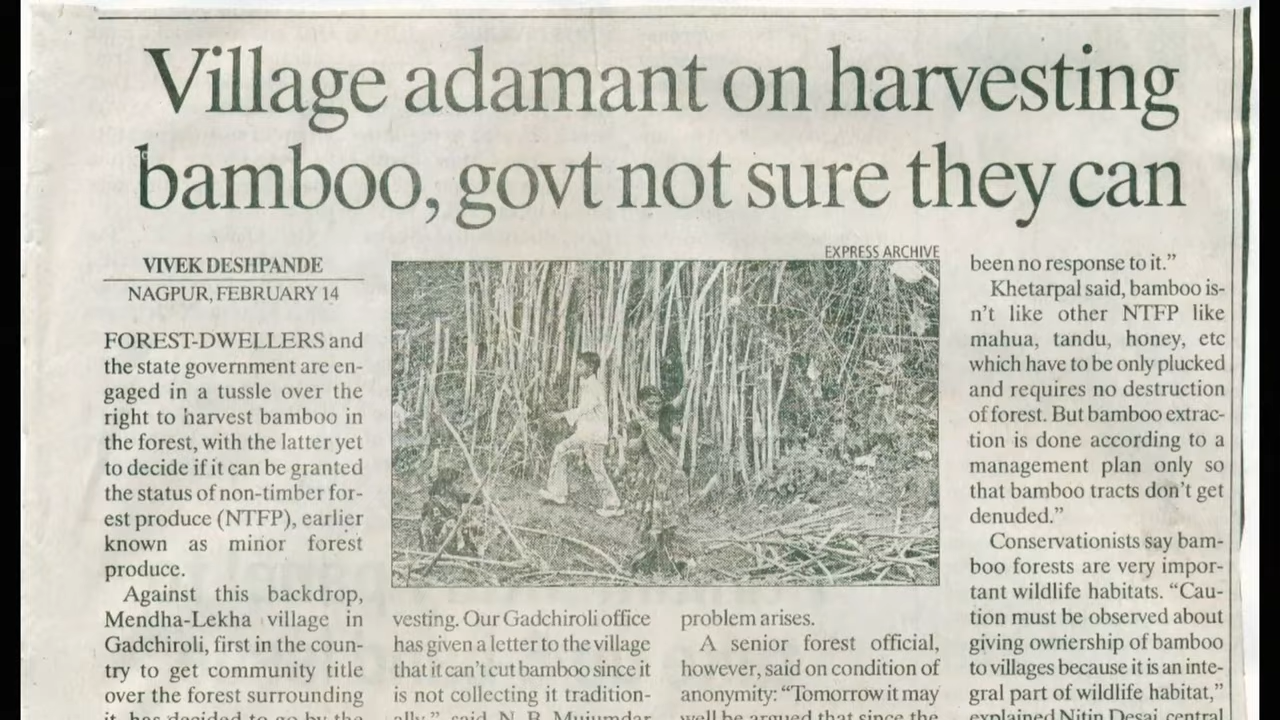 Village adamant on harvesting
bamboo, govt not sure they can
VIVEK DESHPANDE
NAGPUR, FEBRUARY 14
FOREST-DWELLERS and
the state government are en-
gaged in a tussle over the
right to harvest bamboo in
the forest, with the latter yet
to decide if it can be granted
the status of non-timber for-
est produce (NTFP), earlier
known as minor forest
produce.
Against this backdrop,
Mendha-Lekha village in
Gadchiroli, first in the coun-
try to get community title
over the forest surrounding
it, has decided to go by the
EXPRESS ARCHIVE
vesting. Our Gadchiroli office
has given a letter to the village
that it can't cut bamboo since it
is not collecting it tradition-
ally," said N. B. Mujumdar
problem arises.
A senior forest official,
however, said on condition of
anonymity: "Tomorrow it may
well be argued that since the
been no response to it."
Khetarpal said, bamboo is-
n't like other NTFP like
mahua, tandu, honey, etc
which have to be only plucked
and requires no destruction
of forest. But bamboo extrac-
tion is done according to a
management plan only so
that bamboo tracts don't get
denuded."
Conservationists say bam-
boo forests are very impor-
tant wildlife habitats. "Cau-
tion must be observed about
giving ownership of bamboo
to villages because it is an inte-
gral part of wildlife habitat,"
explained Nitin Desai, central